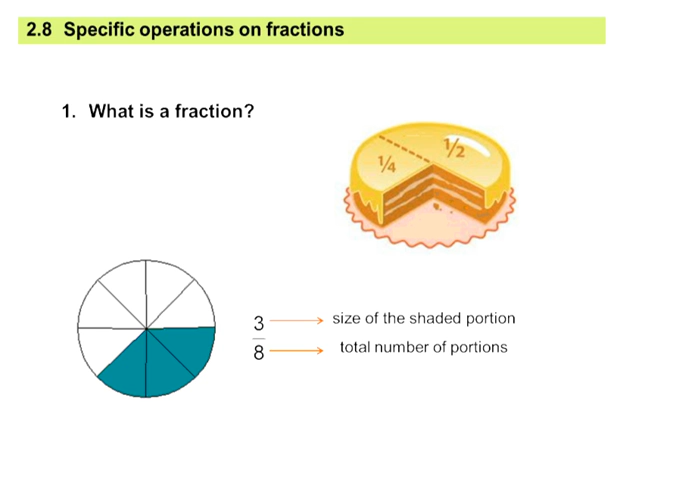 2.8 Specific operations on fractions
1. What is a fraction?
1/2
1/4
3 size of the shaded portion
8 total number of portions